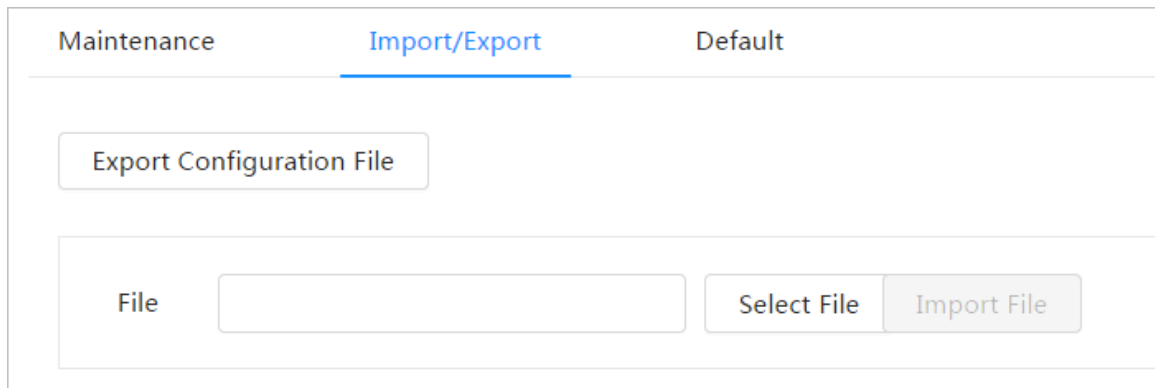 Maintenance Import/Export Default
Export Configuration File
File Select File Import File